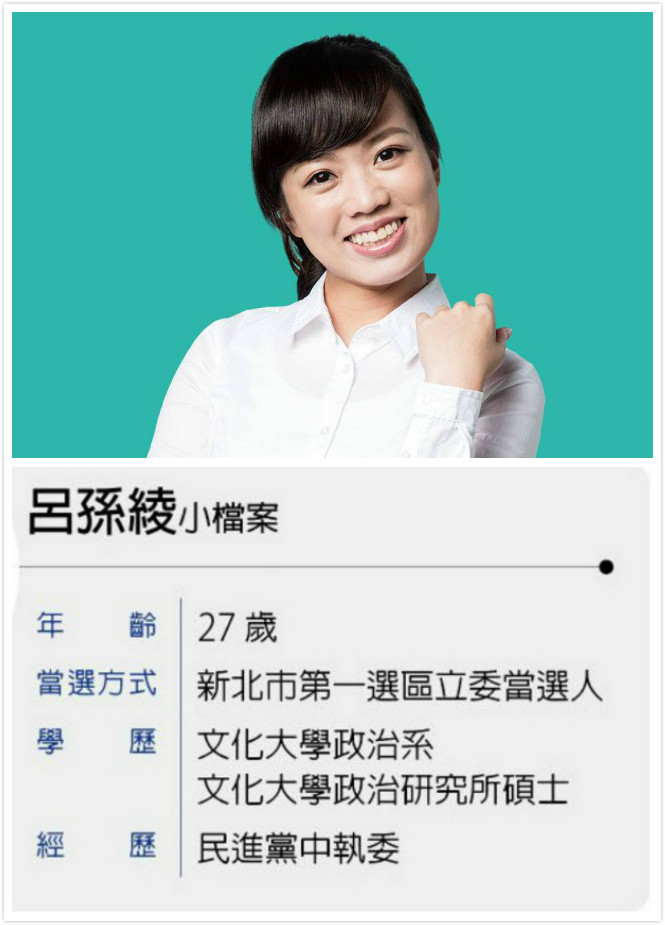 呂孫綾小檔案
年齡 27歲
當選方式 新北市第一選區立委當選人
學歷 文化大學政治系
文化大學政治研究所碩士
經歷 民進黨中執委